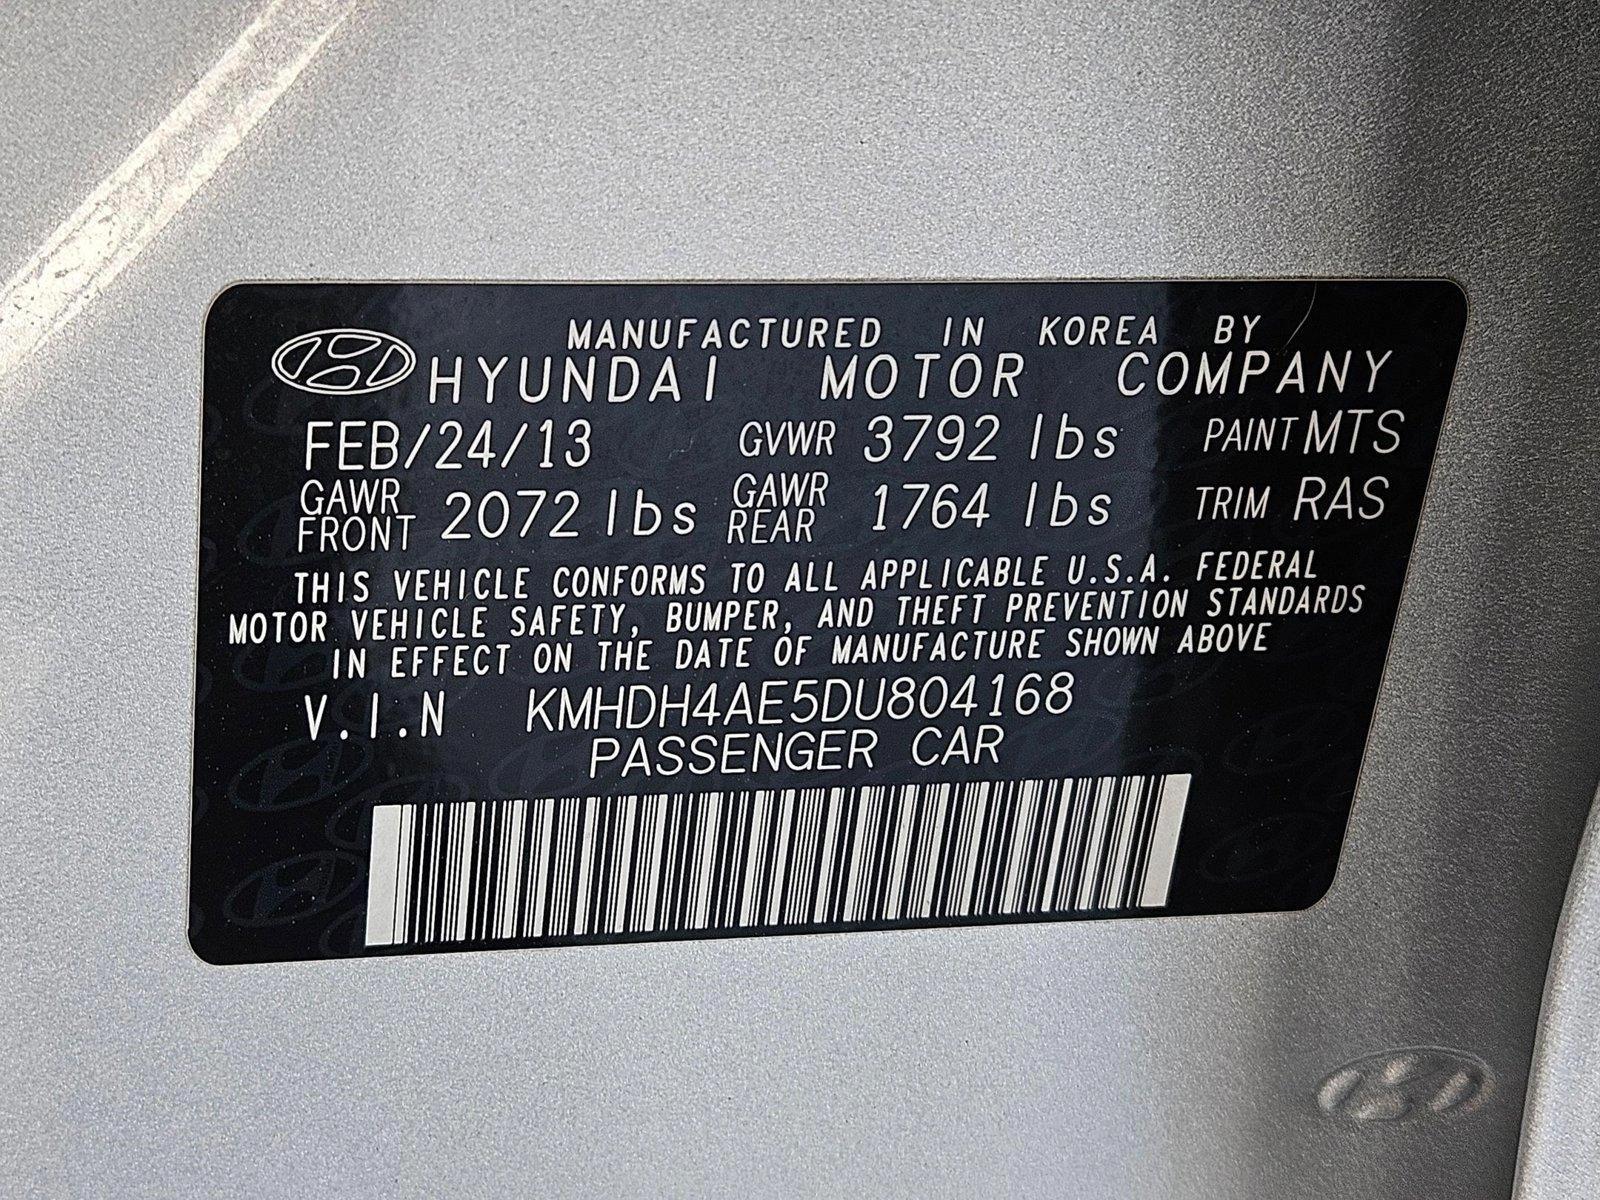 MANUFACTURED IN KOREA BY
HYUNDAI MOTOR COMPANY
FEB/24/13 GVWR 3792 lbs PAINT MTS
GAWR FRONT 2072 lbs GAWR REAR 1764 lbs TRIM RAS
THIS VEHICLE CONFORMS TO ALL APPLICABLE U.S.A. FEDERAL
MOTOR VEHICLE SAFETY, BUMPER, AND THEFT PREVENTION STANDARDS
IN EFFECT ON THE DATE OF MANUFACTURE SHOWN ABOVE
V.I.N KMHDH4AE5DU804168
PASSENGER CAR